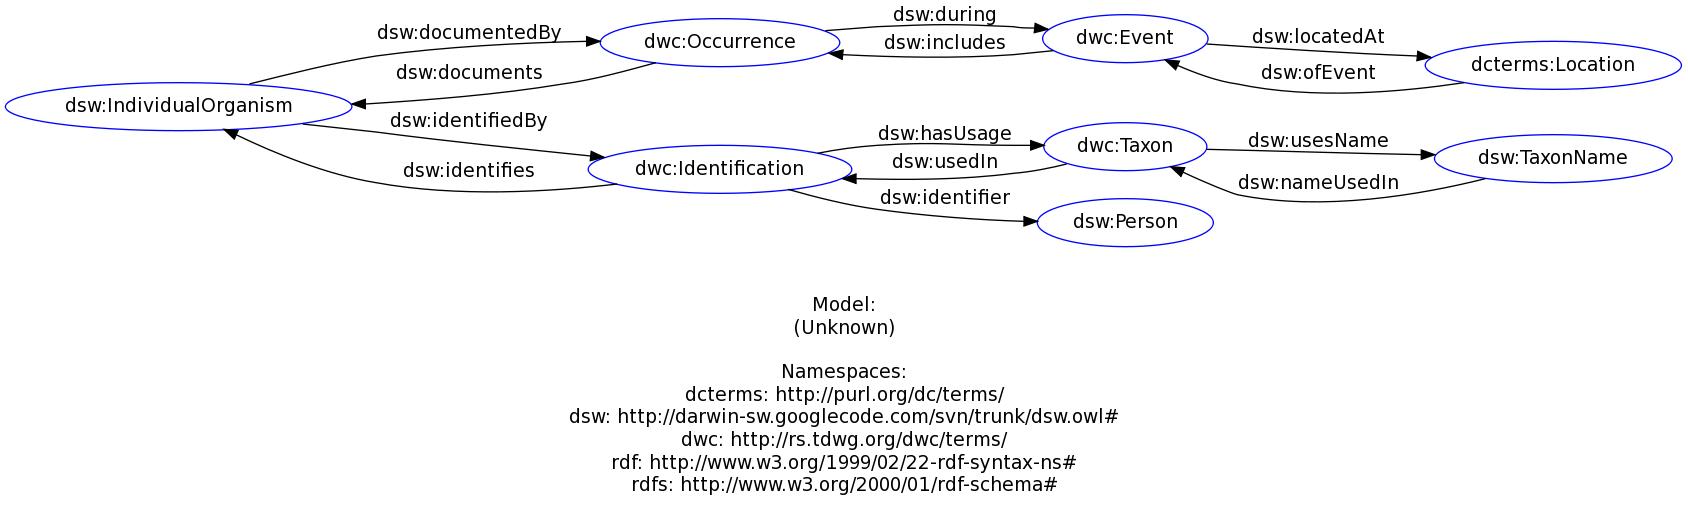 dsw:documentedBy
dwc:Occurrence
dsw:during
dsw:includes
dwc:Event
dsw:locatedAt
dsw:ofEvent
dcterms:Location
dsw:documents
dsw:IndividualOrganism
dsw:identifiedBy
dsw:identifies
dwc:Identification
dsw:hasUsage
dsw:usedIn
dsw:identifier
dwc:Taxon
dsw:usesName
dsw:nameUsedIn
dsw:TaxonName
dsw:Person
Model:
(Unknown)
Namespaces:
dcterms: http://purl.org/dc/terms/
dsw: http://darwin-sw.googlecode.com/svn/trunk/dsw.owl#
dwc: http://rs.tdwg.org/dwc/terms/
rdf: http://www.w3.org/1999/02/22-rdf-syntax-ns#
rdfs: http://www.w3.org/2000/01/rdf-schema#